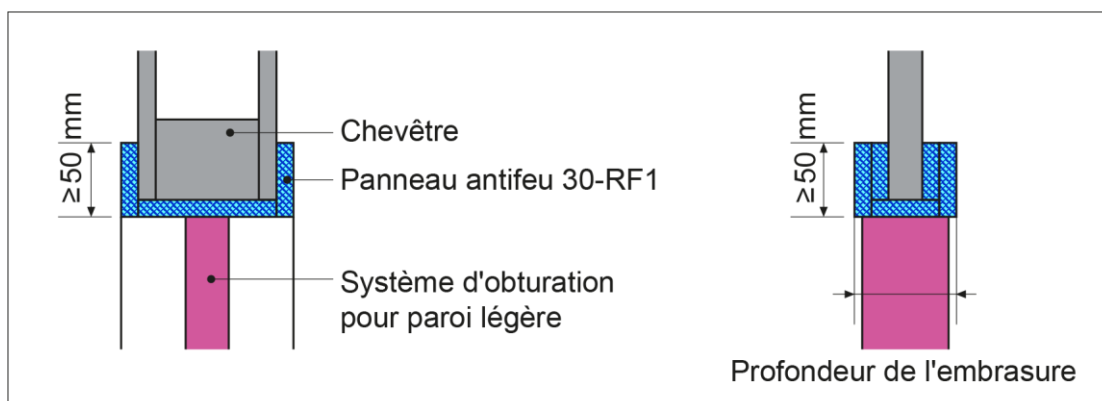 ≥50 mm
Chevêtre
Panneau antifeu 30-RF1
Système d'obturation
pour paroi légère
≥50 mm
Profondeur de l'embrasure